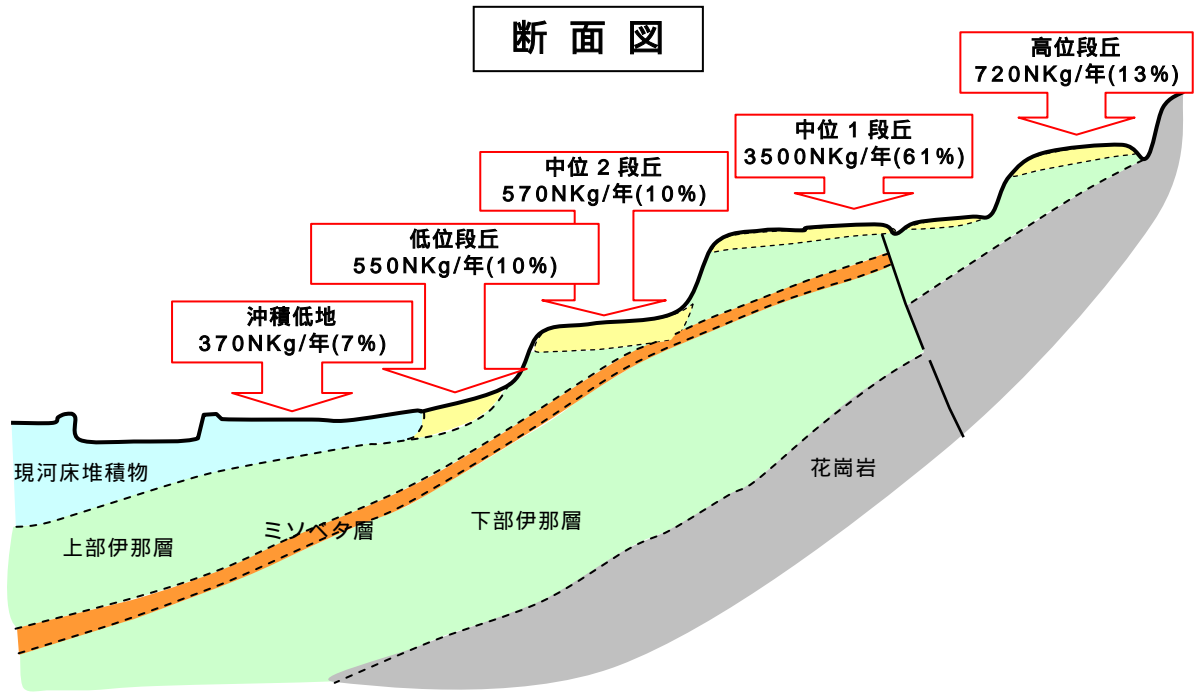 断面図
高位段丘
720NKg/年(13%)
中位1段丘
3500NKg/年(61%)
中位2段丘
570NKg/年(10%)
低位段丘
550NKg/年(10%)
沖積低地
370NKg/年(7%)
現河床堆積物
上部伊那層
ミソベタ層
下部伊那層
花崗岩